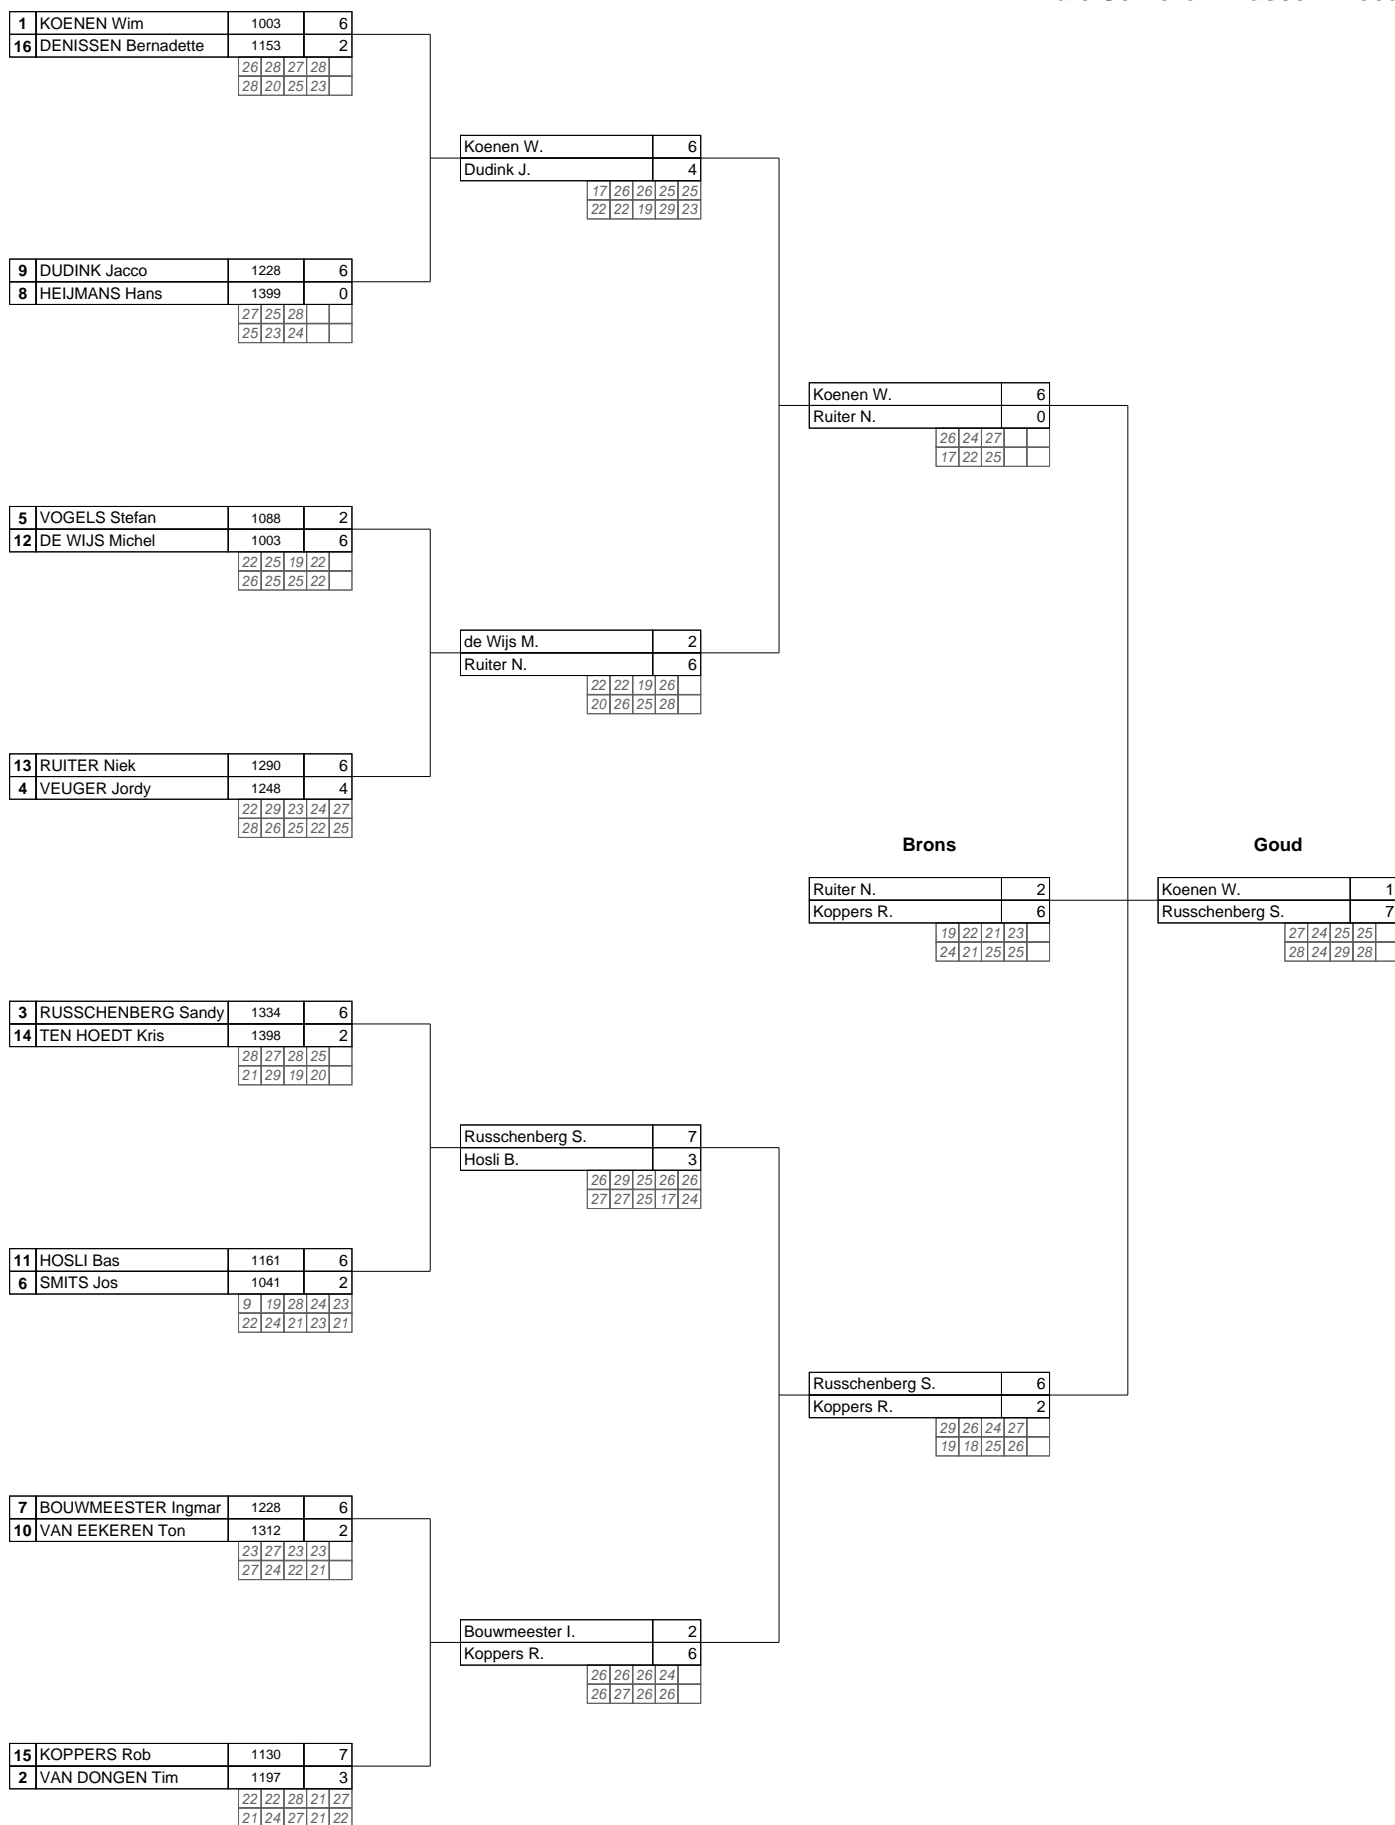 1 KOENEN Wim 1003 6
16 DENISSEN Bernadette 1153 2
26 28 27 28
28 20 25 23
Koenen W. 6
Dudink J. 4
17 26 26 25 25
22 22 19 29 23
9 DUDINK Jacco 1228 6
8 HEIJMANS Hans 1399 0
27 25 28
25 23 24
Koenen W. 6
Ruiter N. 0
26 24 27
17 22 25
5 VOGELS Stefan 1088 2
12 DE WIJS Michel 1003 6
22 25 19 22
26 25 25 22
de Wijs M. 2
Ruiter N. 6
22 22 19 26
20 26 25 28
13 RUITER Niek 1290 6
4 VEUGER Jordy 1248 4
22 29 23 24 27
28 26 25 22 25
Brons Goud
Ruiter N. 2
Koppers R. 6
19 22 21 23
24 21 25 25
Koenen W. 1
Russchenberg S. 7
27 24 25 25
28 24 29 28
3 RUSSCHENBERG Sandy 1334 6
14 TEN HOEDT Kris 1398 2
28 27 28 25
21 29 19 20
Russchenberg S. 7
Hosli B. 3
26 29 25 26 26
27 27 25 17 24
11 HOSLI Bas 1161 6
6 SMITS Jos 1041 2
9 19 28 24 23
22 24 21 23 21
Russchenberg S. 6
Koppers R. 2
29 26 24 27
19 18 25 26
7 BOUWMEESTER Ingmar 1228 6
10 VAN EEKEREN Ton 1312 2
23 27 23 23
27 24 22 21
Bouwmeester I. 2
Koppers R. 6
26 26 26 24
26 27 26 26
15 KOPPERS Rob 1130 7
2 VAN DONGEN Tim 1197 3
22 22 28 21 27
21 24 27 21 22